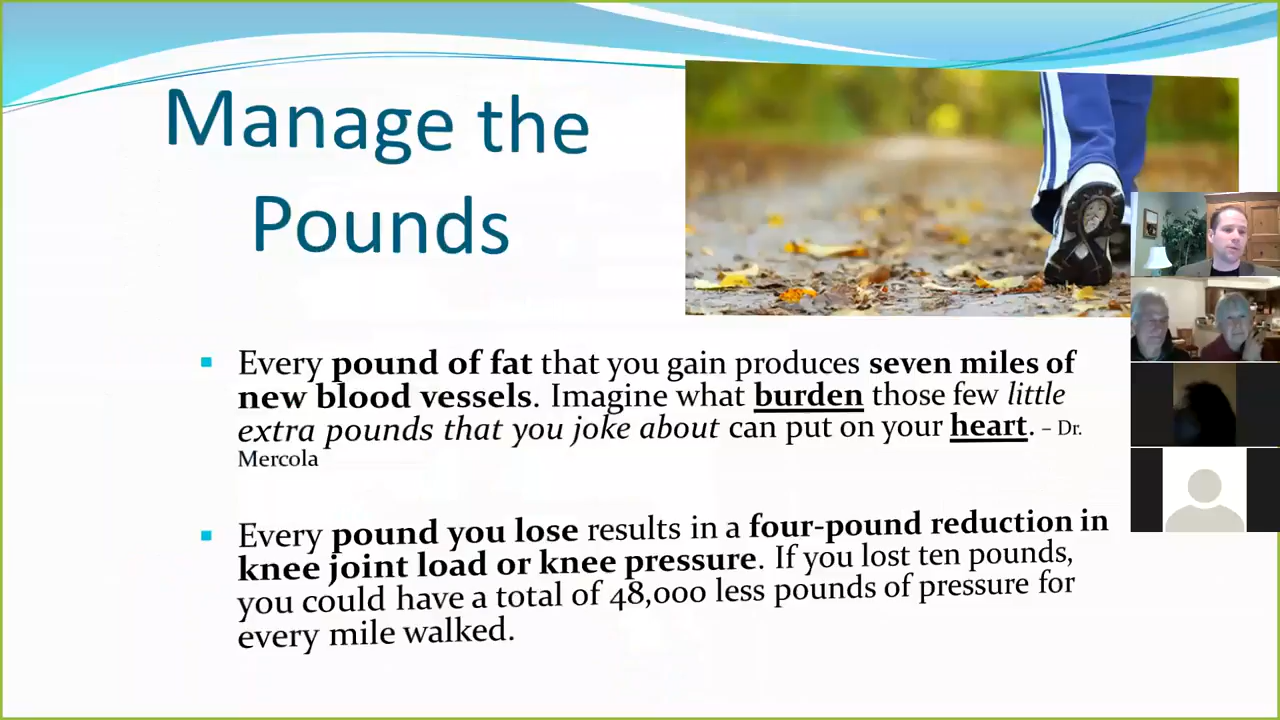 Manage the
Pounds
Every pound of fat that you gain produces seven miles of
new blood vessels. Imagine what burden those few little
extra pounds that you joke about can put on your heart. – Dr.
Mercola
Every pound you lose results in a four-pound reduction in
knee joint load or knee pressure. If you lost ten pounds,
you could have a total of 48,000 less pounds of pressure for
every mile walked.